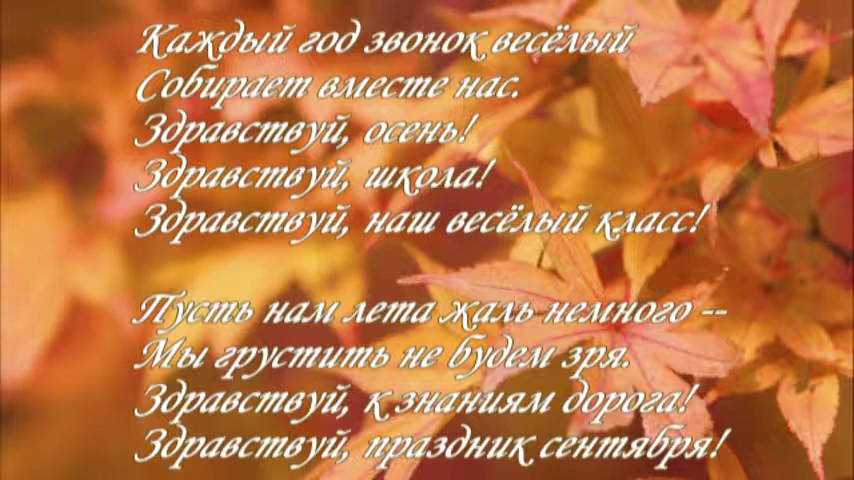 Каждый год звонок весёлый
Собирает вместе нас.
Здравствуй, осень!
Здравствуй, школа!
Здравствуй, наш весёлый класс!
Пусть нам лета жаль немного --
Мы грустить не будем зря.
Здравствуй, к знаниям дорога!
Здравствуй, праздник сентября!